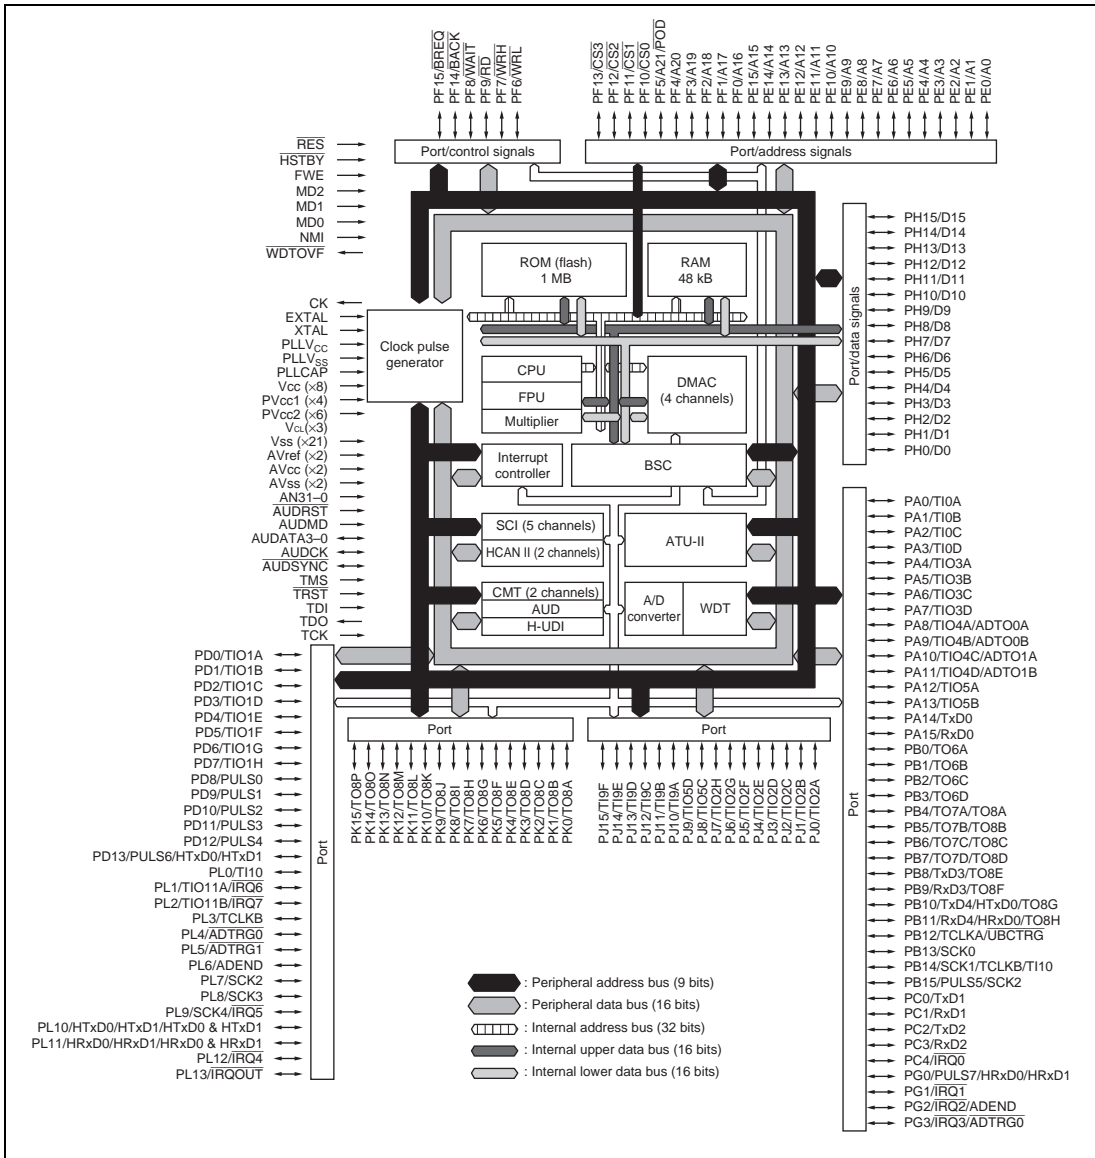 PF15/BREQ
PF14/BACK
PF8/WAIT
PF9/RD
PF7/WRH
PF6/WRL
PF13/CS3
PF12/CS2
PF11/CS1
PF10/CS0
PF5/A21/POD
PF4/A20
PF3/A19
PF2/A18
PF1/A17
PF0/A16
PE15/A15
PE14/A14
PE13/A13
PE12/A12
PE11/A11
PE10/A10
PE9/A9
PE8/A8
PE7/A7
PE6/A6
PE5/A5
PE4/A4
PE3/A3
PE2/A2
PE1/A1
PE0/A0
Port/control signals
Port/address signals
RES
HSTBY
FWE
MD2
MD1
MD0
NMI
WDTOVF
CK
EXTAL
XTAL
PLLVCC
PLLVSS
PLLCAP
Vcc (×8)
PVcc1 (×4)
PVcc2 (×6)
VCL(×3)
Vss (×21)
AVref (×2)
AVcc (×2)
AVss (×2)
AN31–0
AUDRST
AUDMD
AUDATA3–0
AUDCK
AUDSYNC
TMS
TRST
TDI
TDO
TCK
ROM (flash)
1 MB
RAM
48 kB
Clock pulse
generator
CPU
FPU
Multiplier
DMAC
(4 channels)
Interrupt
controller
BSC
SCI (5 channels)
HCAN II (2 channels)
ATU-II
CMT (2 channels)
AUD
H-UDI
A/D
converter
WDT
Port/data signals
PH15/D15
PH14/D14
PH13/D13
PH12/D12
PH11/D11
PH10/D10
PH9/D9
PH8/D8
PH7/D7
PH6/D6
PH5/D5
PH4/D4
PH3/D3
PH2/D2
PH1/D1
PH0/D0
PD0/TIO1A
PD1/TIO1B
PD2/TIO1C
PD3/TIO1D
PD4/TIO1E
PD5/TIO1F
PD6/TIO1G
PD7/TIO1H
PD8/PULS0
PD9/PULS1
PD10/PULS2
PD11/PULS3
PD12/PULS4
PD13/PULS6/HTxD0/HTxD1
PL0/TI10
PL1/TIO11A/IRQ6
PL2/TIO11B/IRQ7
PL3/TCLKB
PL4/ADTRG0
PL5/ADTRG1
PL6/ADEND
PL7/SCK2
PL8/SCK3
PL9/SCK4/IRQ5
PL10/HTxD0/HTxD1/HTxD0 & HTxD1
PL11/HRxD0/HRxD1/HRxD0 & HRxD1
PL12/IRQ4
PL13/IRQOUT
Port
Port
PK15/TO8P
PK14/TO8O
PK13/TO8N
PK12/TO8M
PK11/TO8L
PK10/TO8K
PK9/TO8J
PK8/TO8I
PK7/TO8H
PK6/TO8G
PK5/TO8F
PK4/TO8E
PK3/TO8D
PK2/TO8C
PK1/TO8B
PK0/TO8A
Port
PJ15/TI9F
PJ14/TI9E
PJ13/TI9D
PJ12/TI9C
PJ11/TI9B
PJ10/TI9A
PJ9/TIO5D
PJ8/TIO5C
PJ7/TIO2H
PJ6/TIO2G
PJ5/TIO2F
PJ4/TIO2E
PJ3/TIO2D
PJ2/TIO2C
PJ1/TIO2B
PJ0/TIO2A
Port
PA0/TI0A
PA1/TI0B
PA2/TI0C
PA3/TI0D
PA4/TIO3A
PA5/TIO3B
PA6/TIO3C
PA7/TIO3D
PA8/TIO4A/ADTO0A
PA9/TIO4B/ADTO0B
PA10/TIO4C/ADTO1A
PA11/TIO4D/ADTO1B
PA12/TIO5A
PA13/TIO5B
PA14/TxD0
PA15/RxD0
PB0/TO6A
PB1/TO6B
PB2/TO6C
PB3/TO6D
PB4/TO7A/TO8A
PB5/TO7B/TO8B
PB6/TO7C/TO8C
PB7/TO7D/TO8D
PB8/TxD3/TO8E
PB9/RxD3/TO8F
PB10/TxD4/HTxD0/TO8G
PB11/RxD4/HRxD0/TO8H
PB12/TCLKA/UBCTRG
PB13/SCK0
PB14/SCK1/TCLKB/TI10
PB15/PULS5/SCK2
PC0/TxD1
PC1/RxD1
PC2/TxD2
PC3/RxD2
PC4/IRQ0
PG0/PULS7/HRxD0/HRxD1
PG1/IRQ1
PG2/IRQ2/ADEND
PG3/IRQ3/ADTRG0
: Peripheral address bus (9 bits)
: Peripheral data bus (16 bits)
: Internal address bus (32 bits)
: Internal upper data bus (16 bits)
: Internal lower data bus (16 bits)